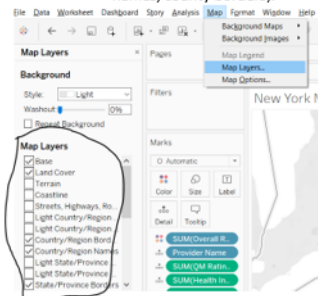 File Data Worksheet Dashboard Story Analysis Map Format Window Help
Background Maps
Background Images
Map Legend
Map Layers...
Map Options...
Map Layers
Pages
Background
Style: Light
Washout 0%
Repeat Background
Filters
New York
Map Layers
Marks
Base
Land Cover
Terrain
Coastline
Streets, Highways, Ro...
Light Country/Region ...
Light Country/Region ...
Country/Region Bord...
Country/Region Names
Light State/Province ...
Light State/Province ...
State/Province Borders
Automatic
Color Size Label
Detail Tooltip
SUM(Overall R..
Provider Name
SUM(QM Ratin..
SUM(Health In..